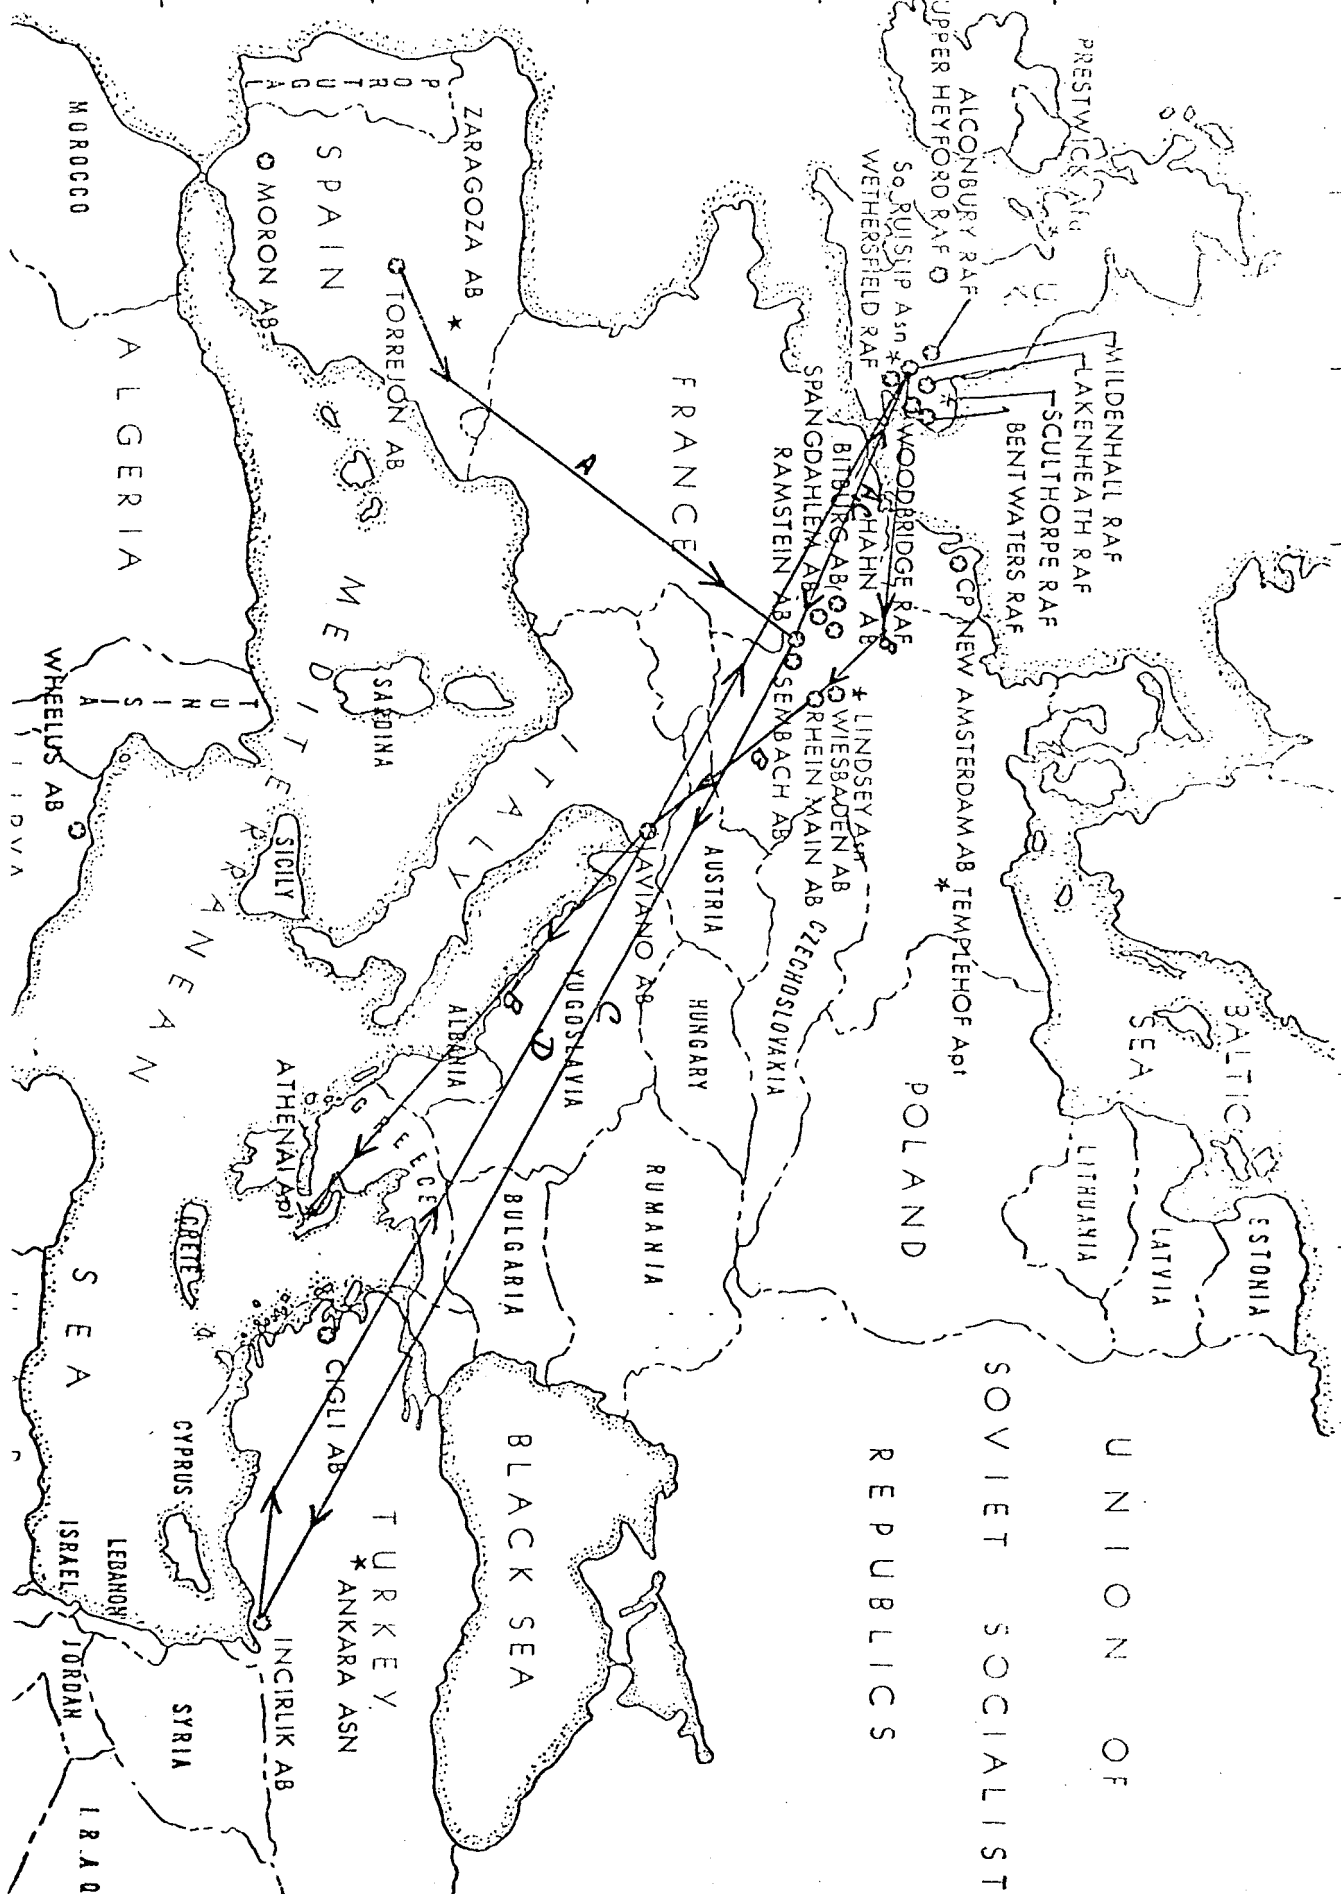 PRESTWICK Afd
UPPER HEYFORD RAF
ALCONBURY RAF
So. RUISLIP Asn
WETHERSFIELD RAF
U. K.
MILDENHALL RAF
LAKENHEATH RAF
SCULTHORPE RAF
BENTWATERS RAF
WOODBRIDGE RAF
CP NEW AMSTERDAM AB
TEMPLEHOF Apt
HAHN AB
BITBURG AB
SPANGDAHLEM AB
RAMSTEIN AB
SEMBACH AB
LINDSEY Asn
WIESBADEN AB
RHEIN MAIN AB
BALTIC
SEA
ESTONIA
LATVIA
LITHUANIA
POLAND
UNION OF
SOVIET SOCIALIST
REPUBLICS
CZECHOSLOVAKIA
AUSTRIA
HUNGARY
RUMANIA
YUGOSLAVIA
BULGARIA
ALBANIA
GREECE
FRANCE
ITALY
AVIANO AB
PORTUGAL
SPAIN
ZARAGOZA AB
TORREJON AB
MORON AB
MOROCCO
ALGERIA
TUNISIA
WHEELUS AB
MEDITERRANEAN
SEA
SARDINA
SICILY
CRETE
CYPRUS
ATHENAI Apt
CIGLI AB
BLACK SEA
TURKEY
ANKARA ASN
INCIRLIK AB
LEBANON
ISRAEL
JORDAN
SYRIA
IRAQ
A
A
C
B
B
B
C
D